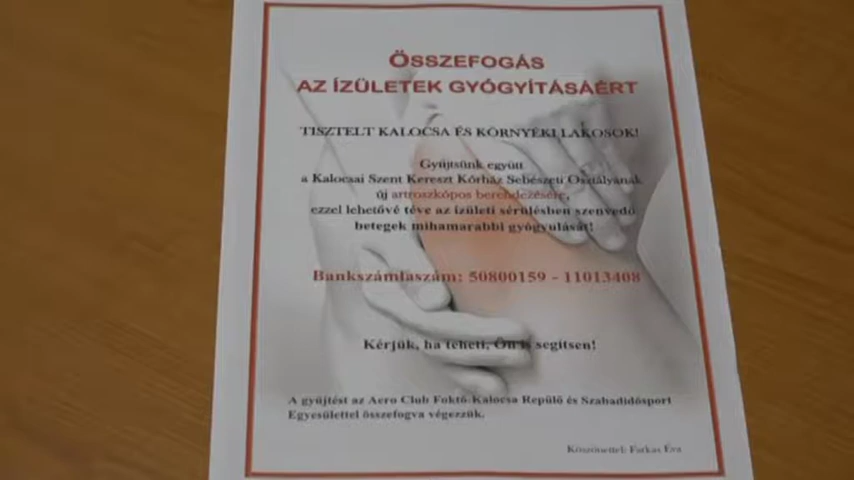 ÖSSZEFOGÁS
AZ ÍZÜLETEK GYÓGYÍTÁSÁÉRT
TISZTELT KALOCSA ÉS KÖRNYÉKI LAKOSOK!
Gyűjtsünk együtt
a Kalocsai Szent Kereszt Kórház Sebészeti Osztályának
új artroszkópos berendezésére,
ezzel lehetővé téve az ízületi sérülésben szenvedő
betegek mihamarabbi gyógyulását!
Bankszámlaszám: 50800159 - 11013408
Kérjük, ha teheti, Ön is segítsen!
A gyűjtést az Aero Club Foktő-Kalocsa Repülő és Szabadidősport
Egyesülettel összefogva végezzük.
Köszönettel: Farkas Éva